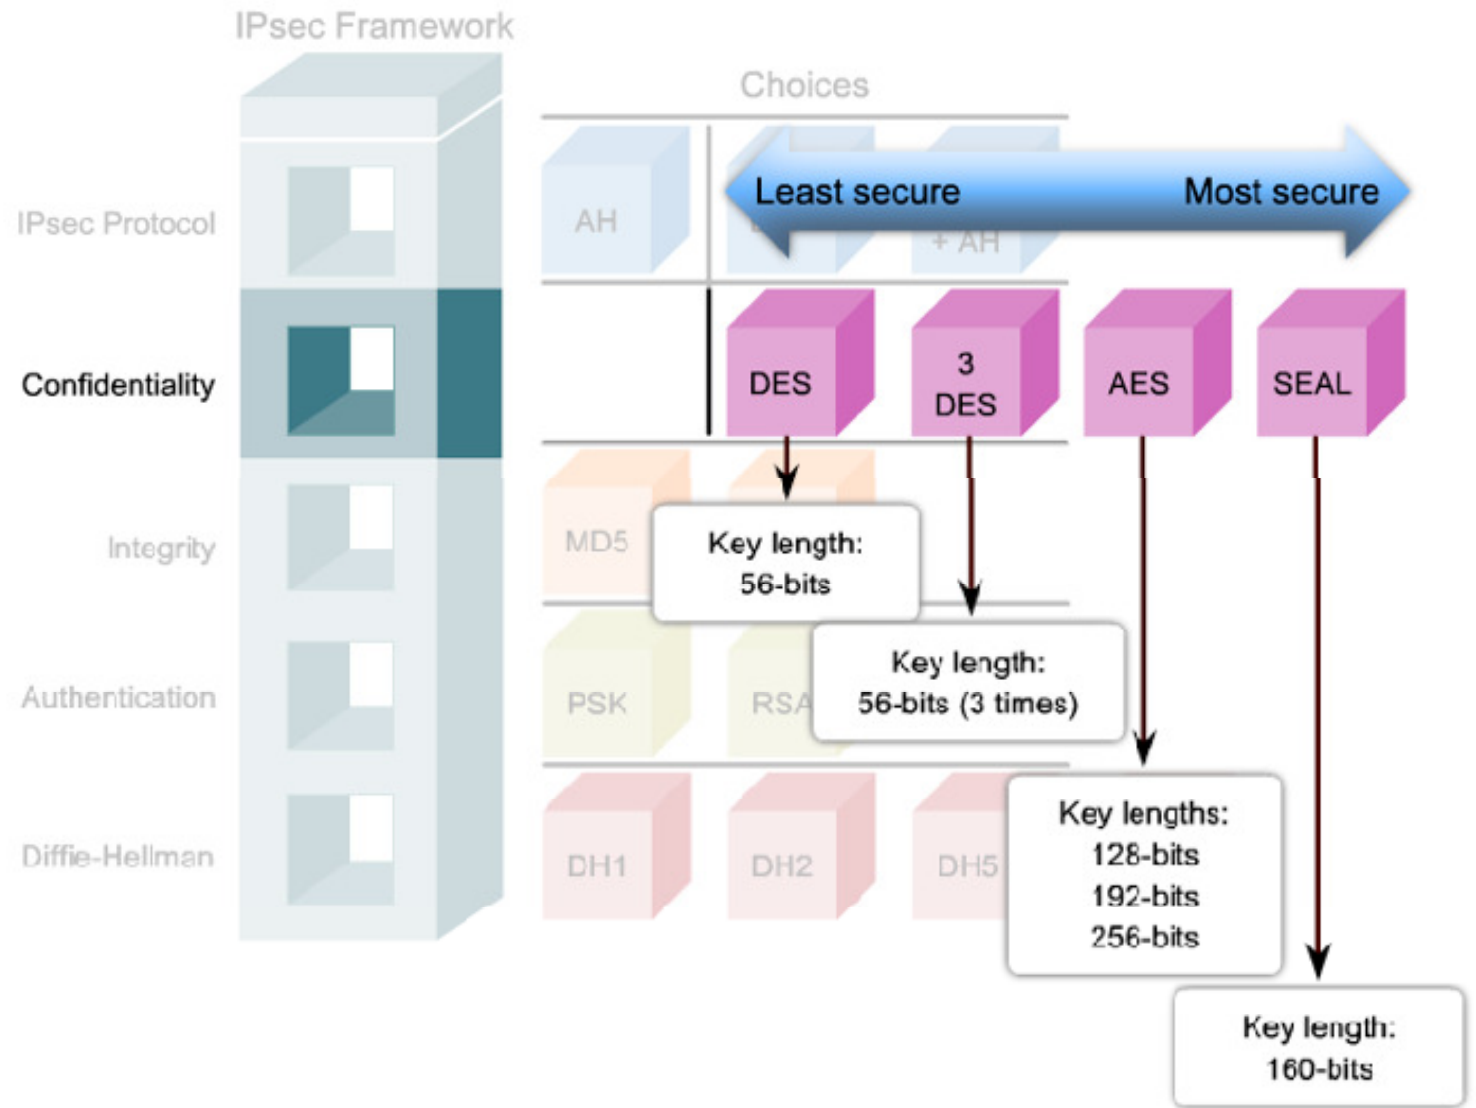 IPsec Framework
Choices
Least secure
Most secure
IPsec Protocol
AH
+ AH
Confidentiality
DES
3
DES
AES
SEAL
Integrity
MD5
Key length:
56-bits
Authentication
PSK
RSA
Key length:
56-bits (3 times)
Diffie-Hellman
DH1
DH2
DH5
Key lengths:
128-bits
192-bits
256-bits
Key length:
160-bits